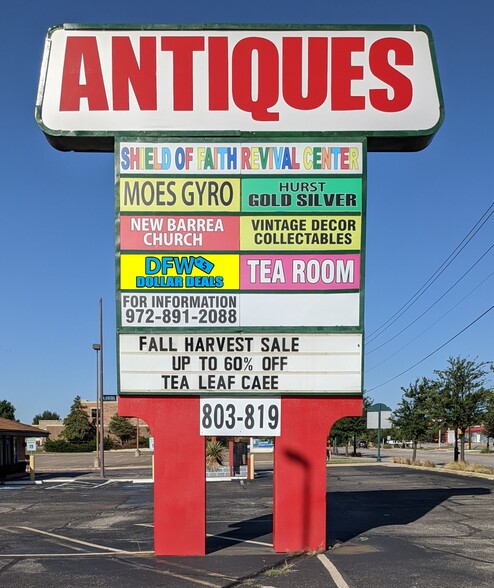 ANTIQUES
SHIELD OF FAITH REVIVAL CENTER
MOES GYRO
HURST
GOLD SILVER
NEW BARREA
CHURCH
VINTAGE DECOR
COLLECTABLES
DFW
DOLLAR DEALS
TEA ROOM
FOR INFORMATION
972-891-2088
FALL HARVEST SALE
UP TO 60% OFF
TEA LEAF CAEE
803-819